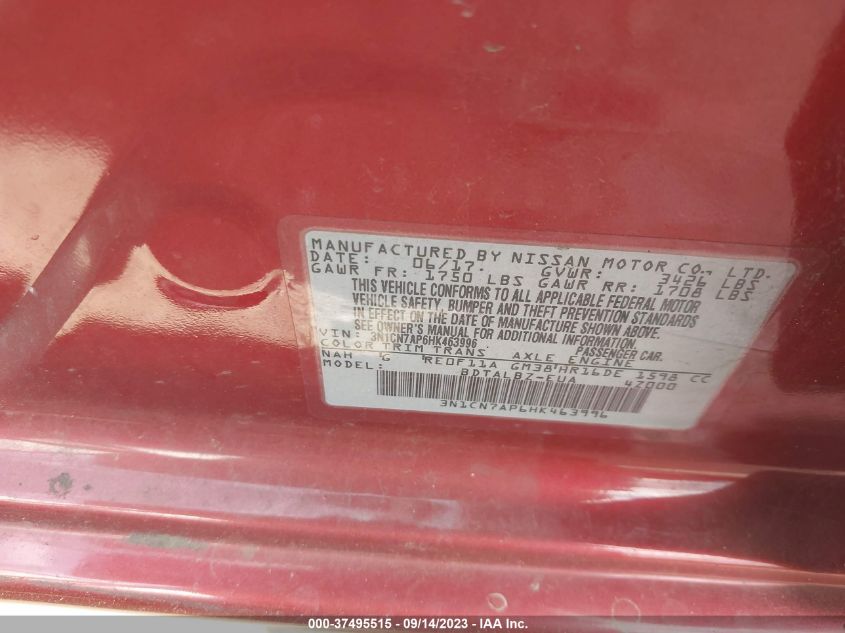 MANUFACTURED BY NISSAN MOTOR CO., LTD.
DATE: 06/17. GVWR: 3426 LBS
GAWR FR: 1750 LBS GAWR RR: 1708 LBS
THIS VEHICLE CONFORMS TO ALL APPLICABLE FEDERAL MOTOR
VEHICLE SAFETY, BUMPER AND THEFT PREVENTION STANDARDS
IN EFFECT ON THE DATE OF MANUFACTURE SHOWN ABOVE.
SEE OWNER'S MANUAL FOR ADDITIONAL INFORMATION.
VIN: 3N1CN7AP6HK463996 PASSENGER CAR.
COLOR TRIM TRANS AXLE ENGINE
NAH G RE0F11A GM38 HR16DE 1598 CC
MODEL: BDTALBZ-EUA 42000
3N1CN7AP6HK463996
000-37495515 - 09/14/2023 - IAA Inc.